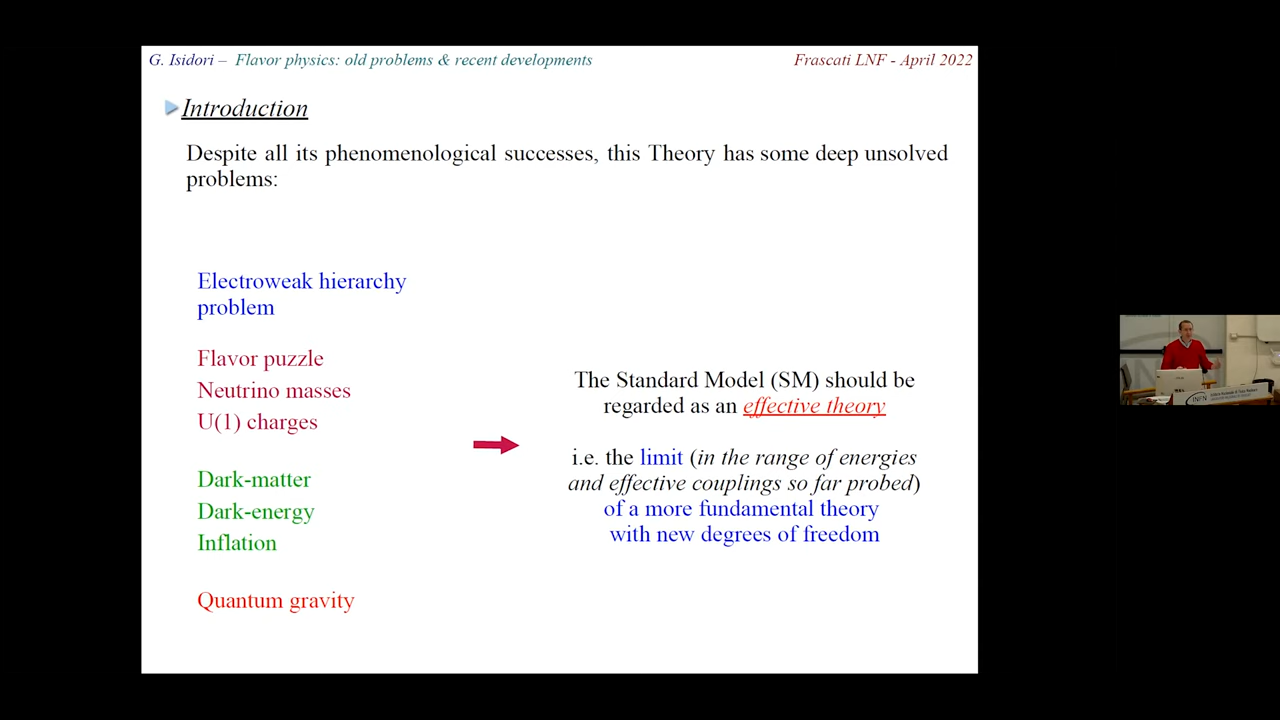 G. Isidori – Flavor physics: old problems & recent developments
Frascati LNF - April 2022
Introduction
Despite all its phenomenological successes, this Theory has some deep unsolved
problems:
Electroweak hierarchy
problem
Flavor puzzle
Neutrino masses
U(1) charges
Dark-matter
Dark-energy
Inflation
Quantum gravity
The Standard Model (SM) should be
regarded as an effective theory
i.e. the limit (in the range of energies
and effective couplings so far probed)
of a more fundamental theory
with new degrees of freedom
INFN